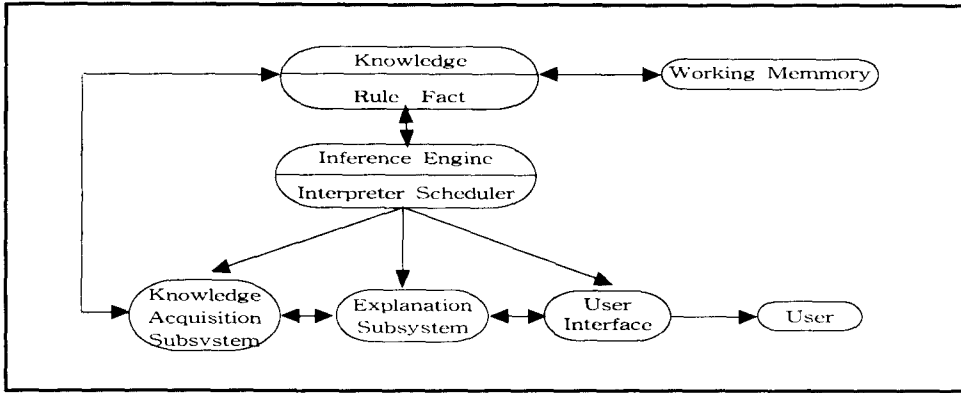 Knowledge
Rule Fact
Working Memmory
Inference Engine
Interpreter Scheduler
Knowledge
Acquisition
Subsystem
Explanation
Subsystem
User
Interface
User